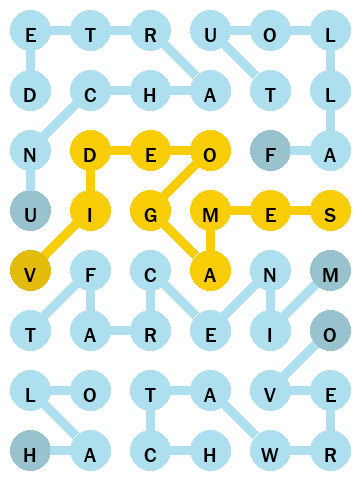 E T R U O L
D C H A T L
N D E O F A
U I G M E S
V F C A N M
T A R E I O
L O T A V E
H A C H W R